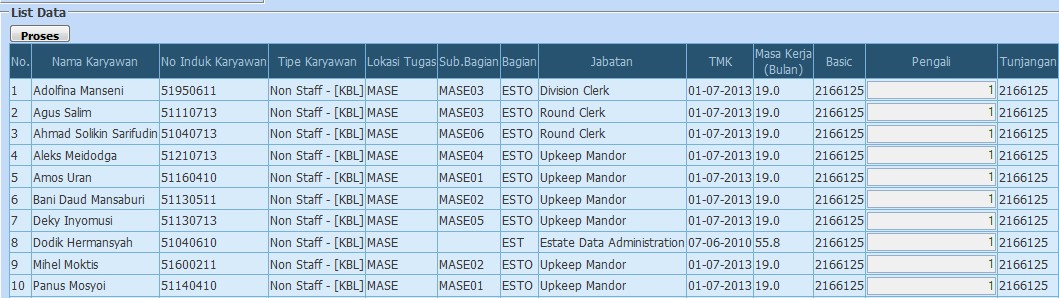 List Data
Proses
No. Nama Karyawan No Induk Karyawan Tipe Karyawan Lokasi Tugas Sub.Bagian Bagian Jabatan TMK Masa Kerja (Bulan) Basic Pengali Tunjangan
1 Adolfina Manseni 51950611 Non Staff - [KBL] MASE MASE03 ESTO Division Clerk 01-07-2013 19.0 2166125 1 2166125
2 Agus Salim 51110713 Non Staff - [KBL] MASE MASE03 ESTO Round Clerk 01-07-2013 19.0 2166125 1 2166125
3 Ahmad Solikin Sarifudin 51040713 Non Staff - [KBL] MASE MASE06 ESTO Round Clerk 01-07-2013 19.0 2166125 1 2166125
4 Aleks Meidodga 51210713 Non Staff - [KBL] MASE MASE04 ESTO Upkeep Mandor 01-07-2013 19.0 2166125 1 2166125
5 Amos Uran 51160410 Non Staff - [KBL] MASE MASE01 ESTO Upkeep Mandor 01-07-2013 19.0 2166125 1 2166125
6 Bani Daud Mansaburi 51130511 Non Staff - [KBL] MASE MASE02 ESTO Upkeep Mandor 01-07-2013 19.0 2166125 1 2166125
7 Deky Inyomusi 51130713 Non Staff - [KBL] MASE MASE05 ESTO Upkeep Mandor 01-07-2013 19.0 2166125 1 2166125
8 Dodik Hermansyah 51040610 Non Staff - [KBL] MASE EST Estate Data Administration 07-06-2010 55.8 2166125 1 2166125
9 Mihel Moktis 51600211 Non Staff - [KBL] MASE MASE02 ESTO Upkeep Mandor 01-07-2013 19.0 2166125 1 2166125
10 Panus Mosyoi 51140410 Non Staff - [KBL] MASE MASE01 ESTO Upkeep Mandor 01-07-2013 19.0 2166125 1 2166125